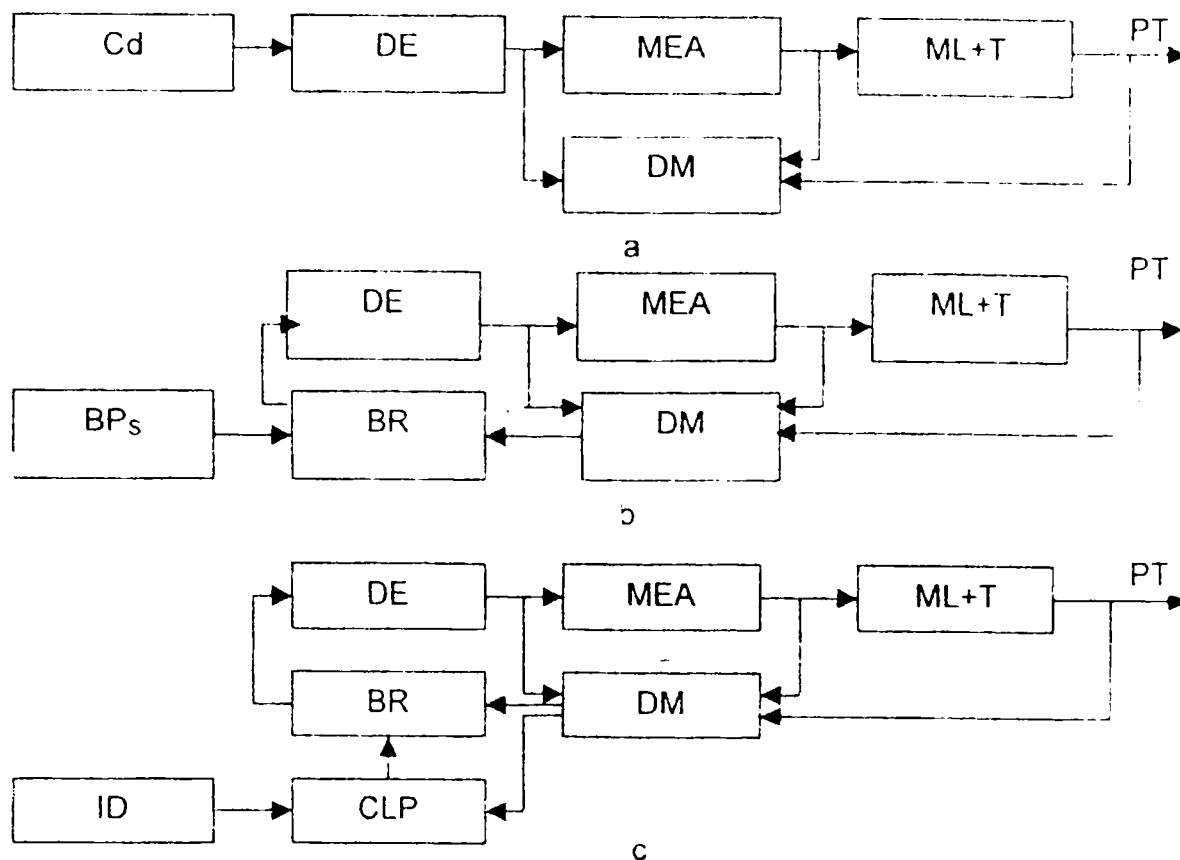 Cd DE MEA ML+T PT
DM
a
DE MEA ML+T PT
BPs BR DM
b
DE MEA ML+T PT
BR DM
ID CLP
c